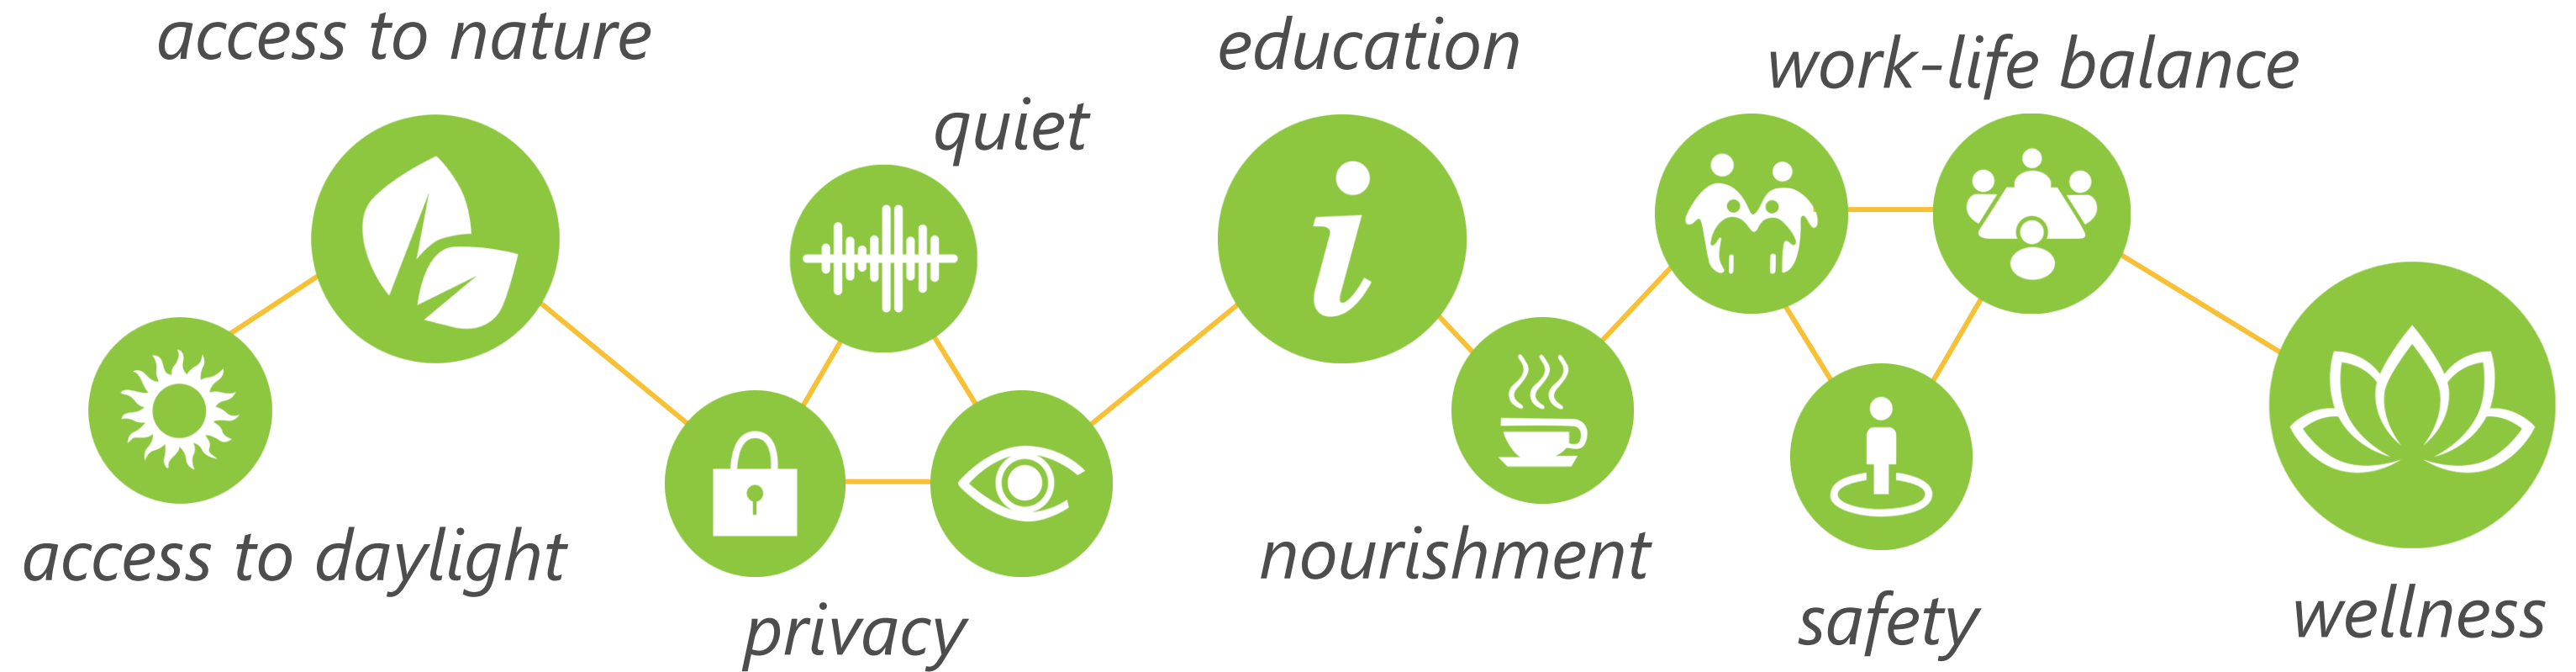 access to nature
access to daylight
quiet
privacy
education
nourishment
work-life balance
safety
wellness